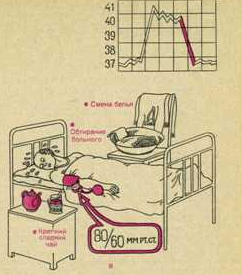 41
40
39
38
37
• Смена белья
• Обтирание
больного
• Крепкий
сладкий
чай
80/60 ММ РТ.СТ.
в